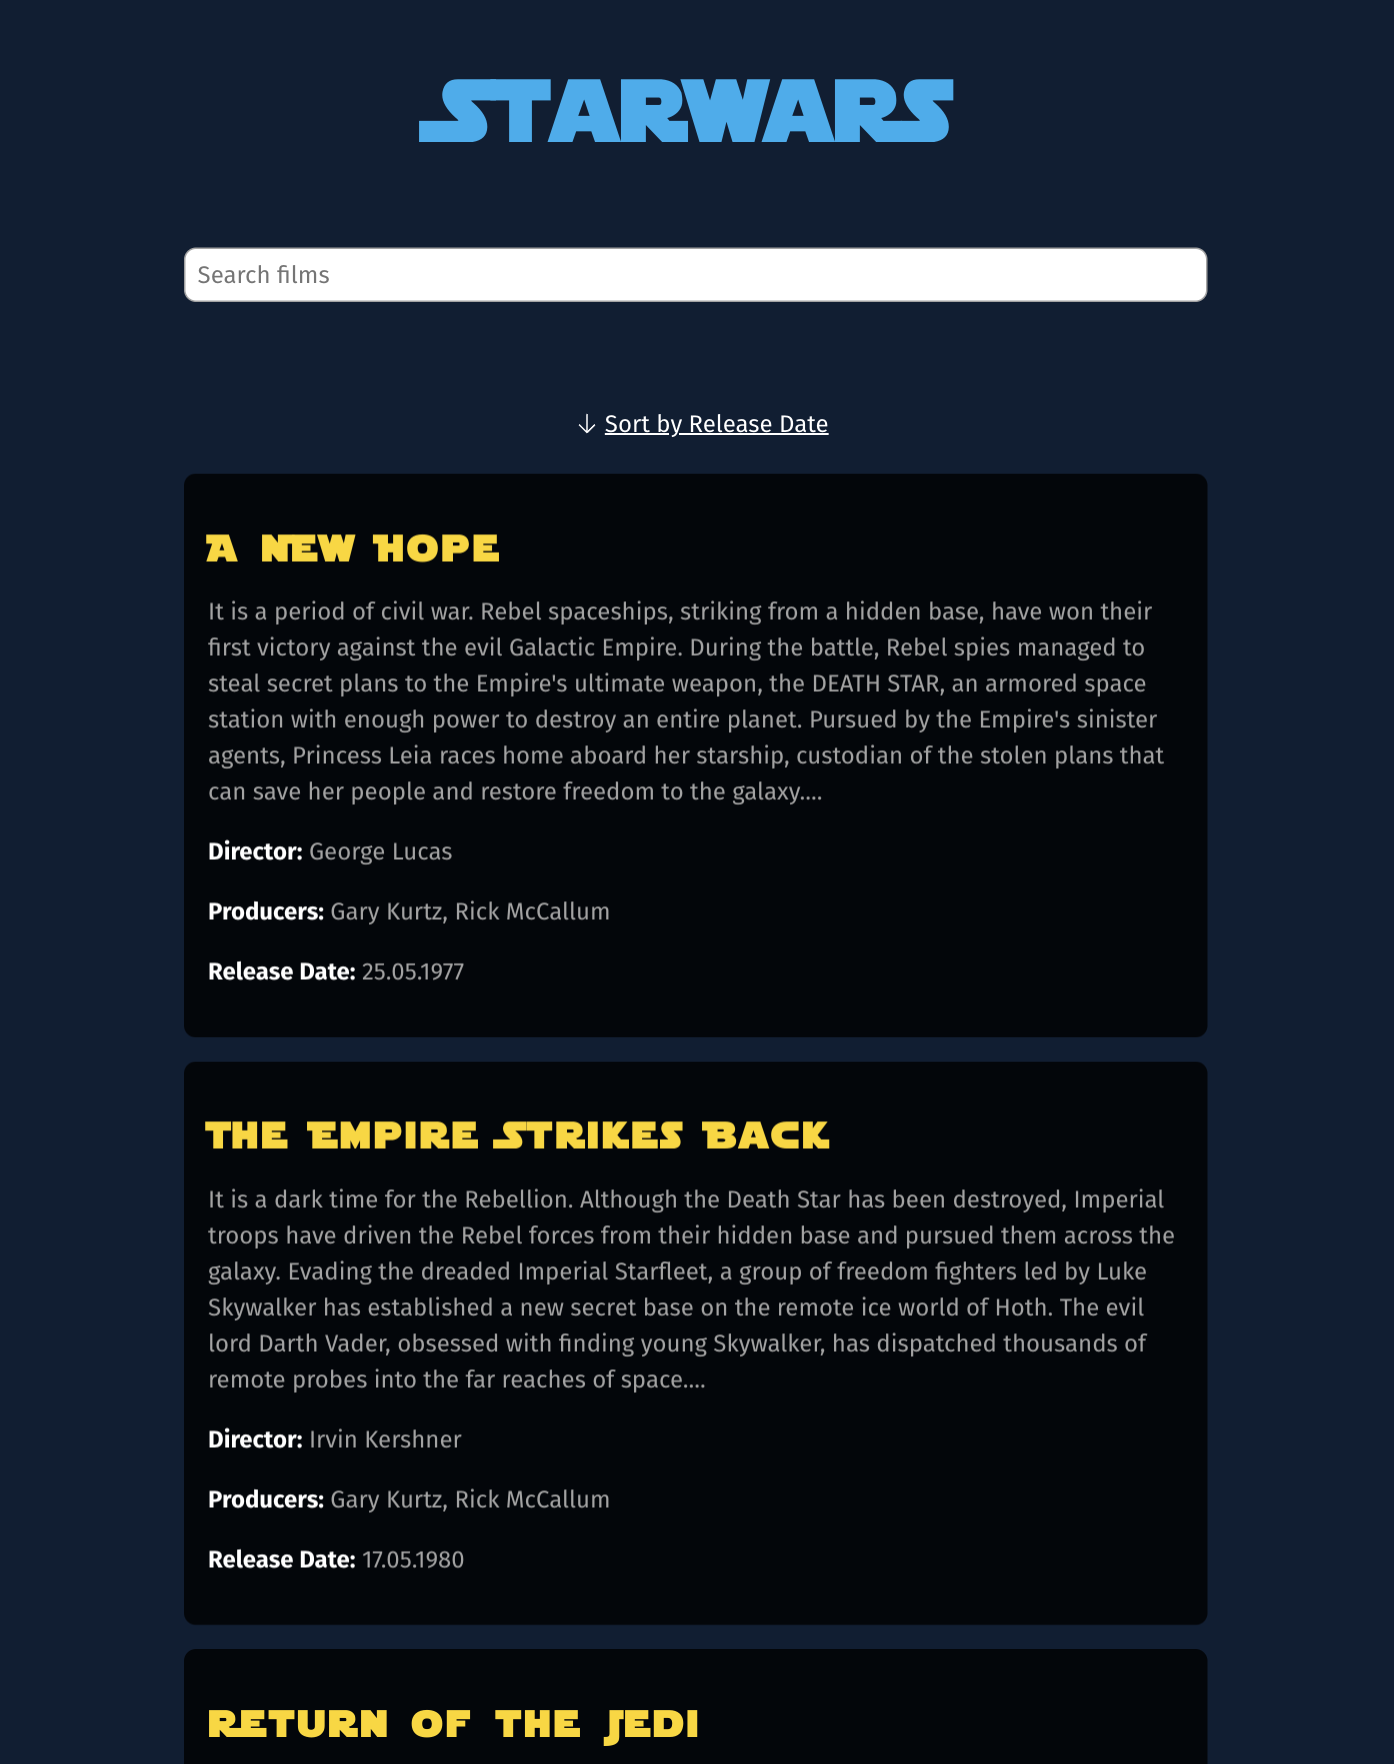 STARWARS
Search films
↓ Sort by Release Date
A NEW HOPE
It is a period of civil war. Rebel spaceships, striking from a hidden base, have won their
first victory against the evil Galactic Empire. During the battle, Rebel spies managed to
steal secret plans to the Empire's ultimate weapon, the DEATH STAR, an armored space
station with enough power to destroy an entire planet. Pursued by the Empire's sinister
agents, Princess Leia races home aboard her starship, custodian of the stolen plans that
can save her people and restore freedom to the galaxy....
Director: George Lucas
Producers: Gary Kurtz, Rick McCallum
Release Date: 25.05.1977
THE EMPIRE STRIKES BACK
It is a dark time for the Rebellion. Although the Death Star has been destroyed, Imperial
troops have driven the Rebel forces from their hidden base and pursued them across the
galaxy. Evading the dreaded Imperial Starfleet, a group of freedom fighters led by Luke
Skywalker has established a new secret base on the remote ice world of Hoth. The evil
lord Darth Vader, obsessed with finding young Skywalker, has dispatched thousands of
remote probes into the far reaches of space....
Director: Irvin Kershner
Producers: Gary Kurtz, Rick McCallum
Release Date: 17.05.1980
RETURN OF THE JEDI